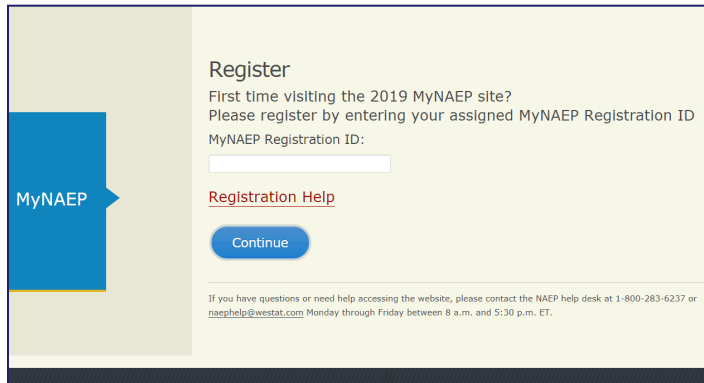 Register
First time visiting the 2019 MyNAEP site?
Please register by entering your assigned MyNAEP Registration ID
MyNAEP Registration ID:
MyNAEP
Registration Help
Continue
If you have questions or need help accessing the website, please contact the NAEP help desk at 1-800-283-6237 or
naephelp@westat.com Monday through Friday between 8 a.m. and 5:30 p.m. ET.